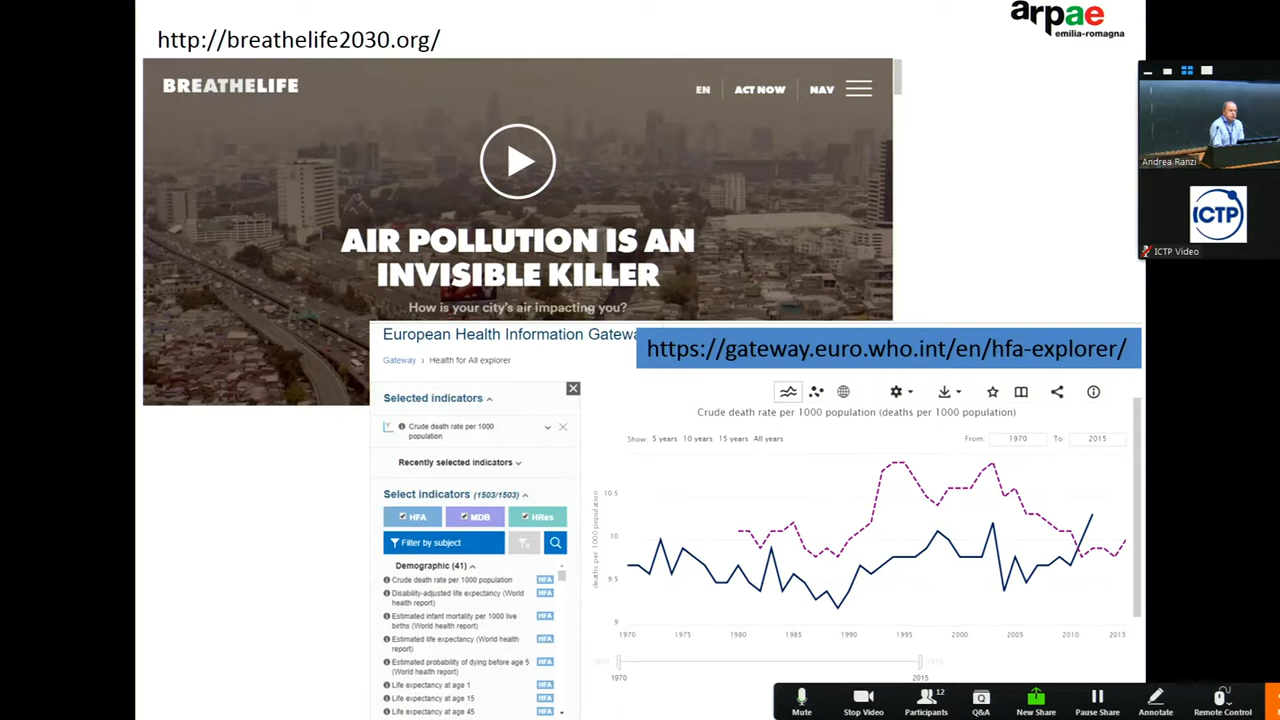 http://breathelife2030.org/
arpae
emilia-romagna
BREATHELIFE
EN
ACT NOW
NAV
AIR POLLUTION IS AN
INVISIBLE KILLER
How is your city's air impacting you?
Andrea Ranzi
ICTP
ICTP Video
European Health Information Gatew
https://gateway.euro.who.int/en/hfa-explorer/
Gateway › Health for All explorer
Selected indicators
Y
Crude death rate per 1000
population
Recently selected indicators
Select indicators (1503/1503)
HFA
MDB
HRes
Filter by subject
Demographic (41)
Crude death rate per 1000 population HFA
Disability-adjusted life expectancy (World HFA
health report)
Estimated infant mortality per 1000 live HFA
births (World health report)
Estimated life expectancy (World health HFA
report)
Estimated probability of dying before age 5 HFA
(World health report)
Life expectancy at age 1 HFA
Life expectancy at age 15 HFA
Life expectancy at age 45 HFA
Crude death rate per 1000 population (deaths per 1000 population)
Show: 5 years 10 years 15 years All years
From: 1970 To: 2015
deaths per 1000 population
10.5
10
9.5
9
1970 1975 1980 1985 1990 1995 2000 2005 2010 2015
1970 2015
1970 2015
Mute
Stop Video
12
Participants
Q&A
New Share
Pause Share
Annotate
Remote Control